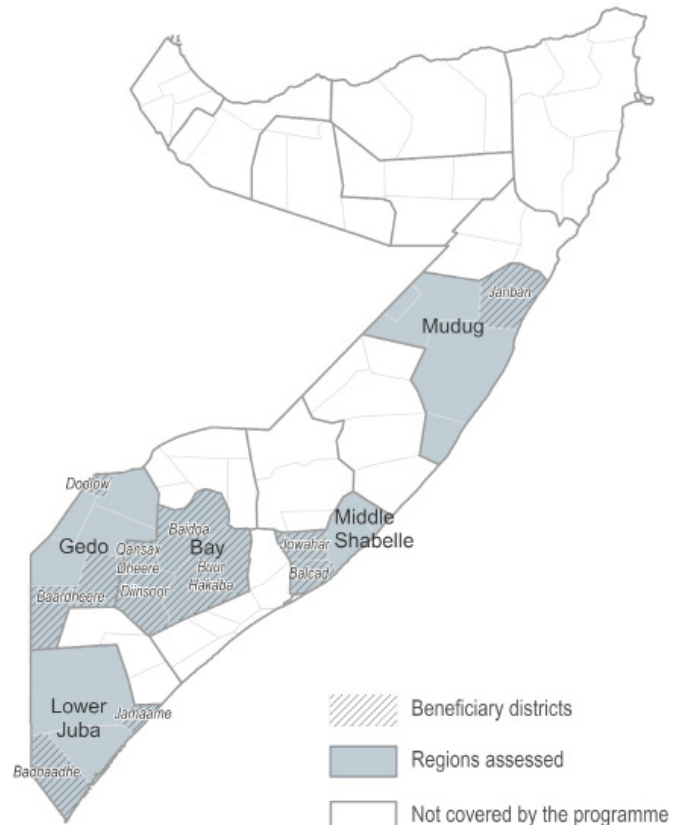 Jariban
Mudug
Doolow
Middle
Shabelle
Baidoa
Gedo
Qansax
Dheere
Bay
Jowahar
Buur
Hakaba
Balcad
Baardheere
Diinsoor
Lower
Juba
Jamaame
Badhaadhe
Beneficiary districts
Regions assessed
Not covered by the programme